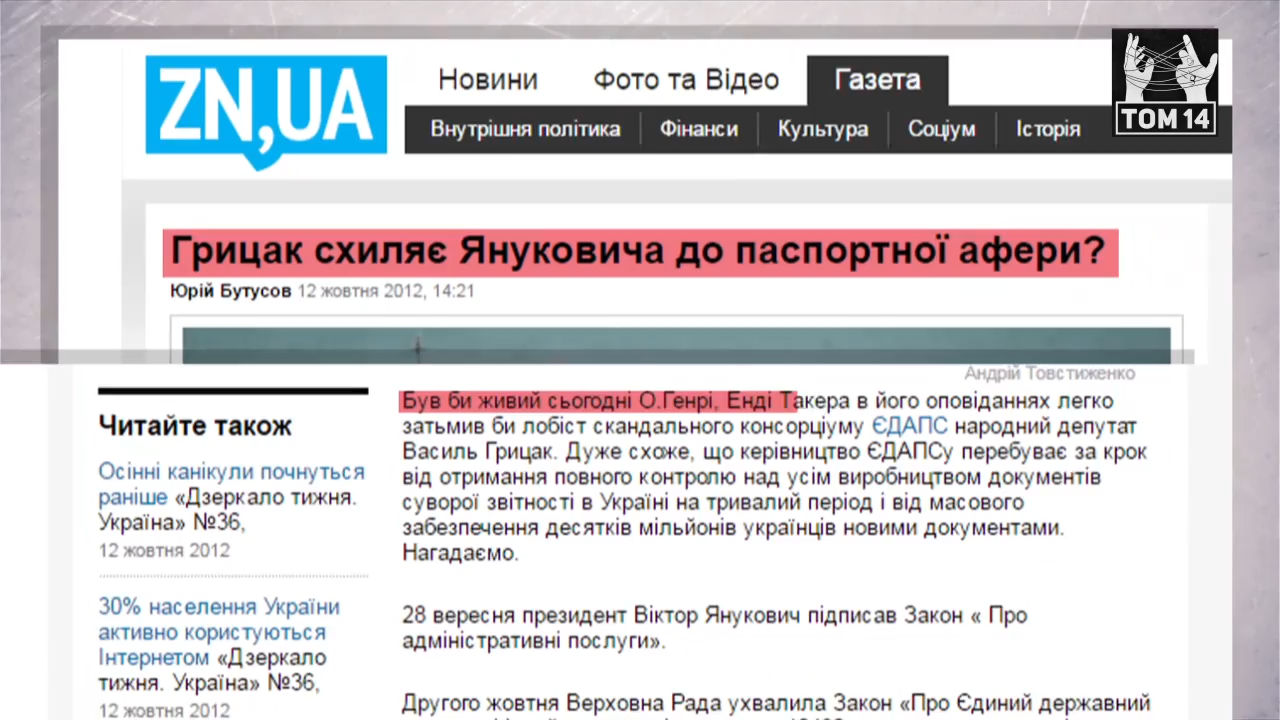 ZN,UA
Новини Фото та Відео Газета
Внутрішня політика Фінанси Культура Соціум Історія
ТОМ 14
Грицак схиляє Януковича до паспортної афери?
Юрій Бутусов 12 жовтня 2012, 14:21
Андрій Товстиженко
Читайте також
Осінні канікули почнуться
раніше «Дзеркало тижня.
Україна» №36,
12 жовтня 2012
30% населення України
активно користуються
Інтернетом «Дзеркало
тижня. Україна» №36,
12 жовтня 2012
Був би живий сьогодні О.Генрі, Енді Такера в його оповіданнях легко
затьмив би лобіст скандального консорціуму ЄДАПС народний депутат
Василь Грицак. Дуже схоже, що керівництво ЄДАПСу перебуває за крок
від отримання повного контролю над усім виробництвом документів
суворої звітності в Україні на тривалий період і від масового
забезпечення десятків мільйонів українців новими документами.
Нагадаємо.
28 вересня президент Віктор Янукович підписав Закон « Про
адміністративні послуги».
Другого жовтня Верховна Рада ухвалила Закон «Про Єдиний державний